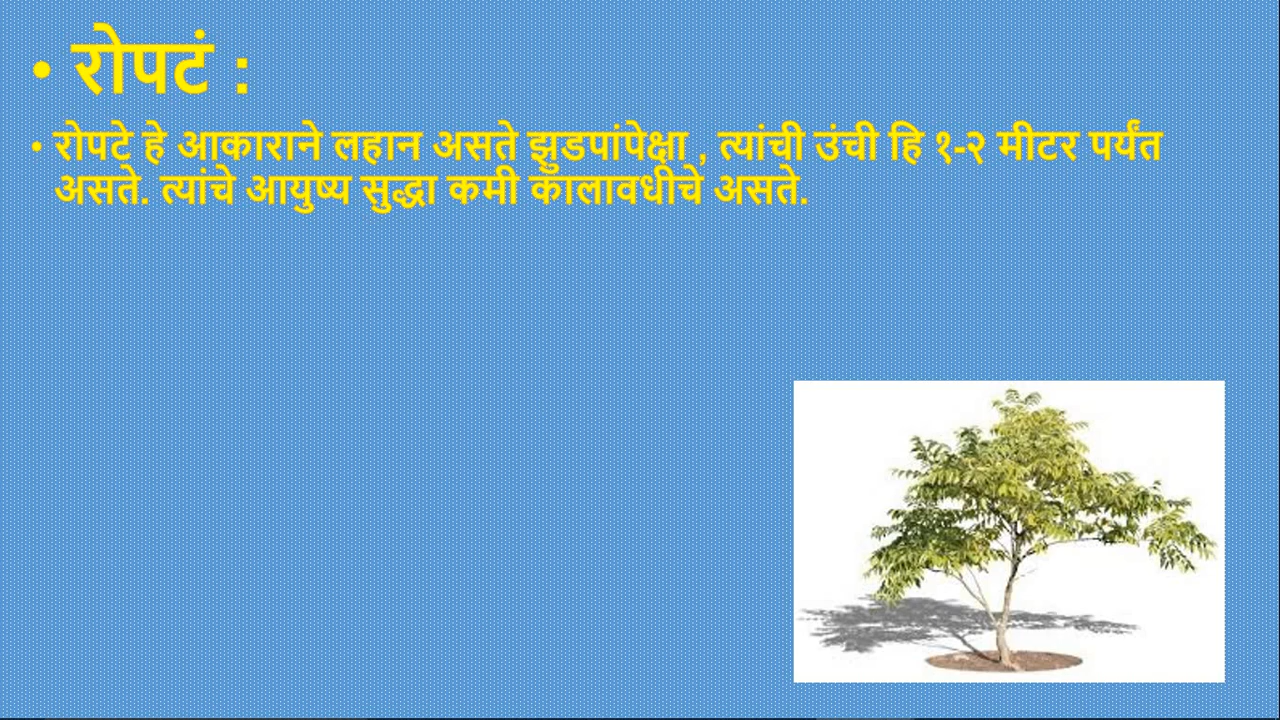 • रोपटं :
• रोपटे हे आकाराने लहान असते झुडपांपेक्षा , त्यांची उंची हि १-२ मीटर पर्यंत
असते. त्यांचे आयुष्य सुद्धा कमी कालावधीचे असते.